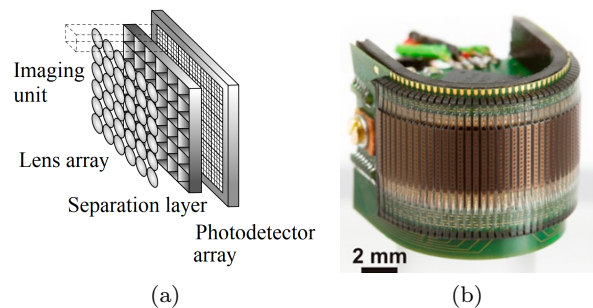 Imaging
unit
Lens array
Separation layer
Photodetector
array
2 mm
(a)
(b)